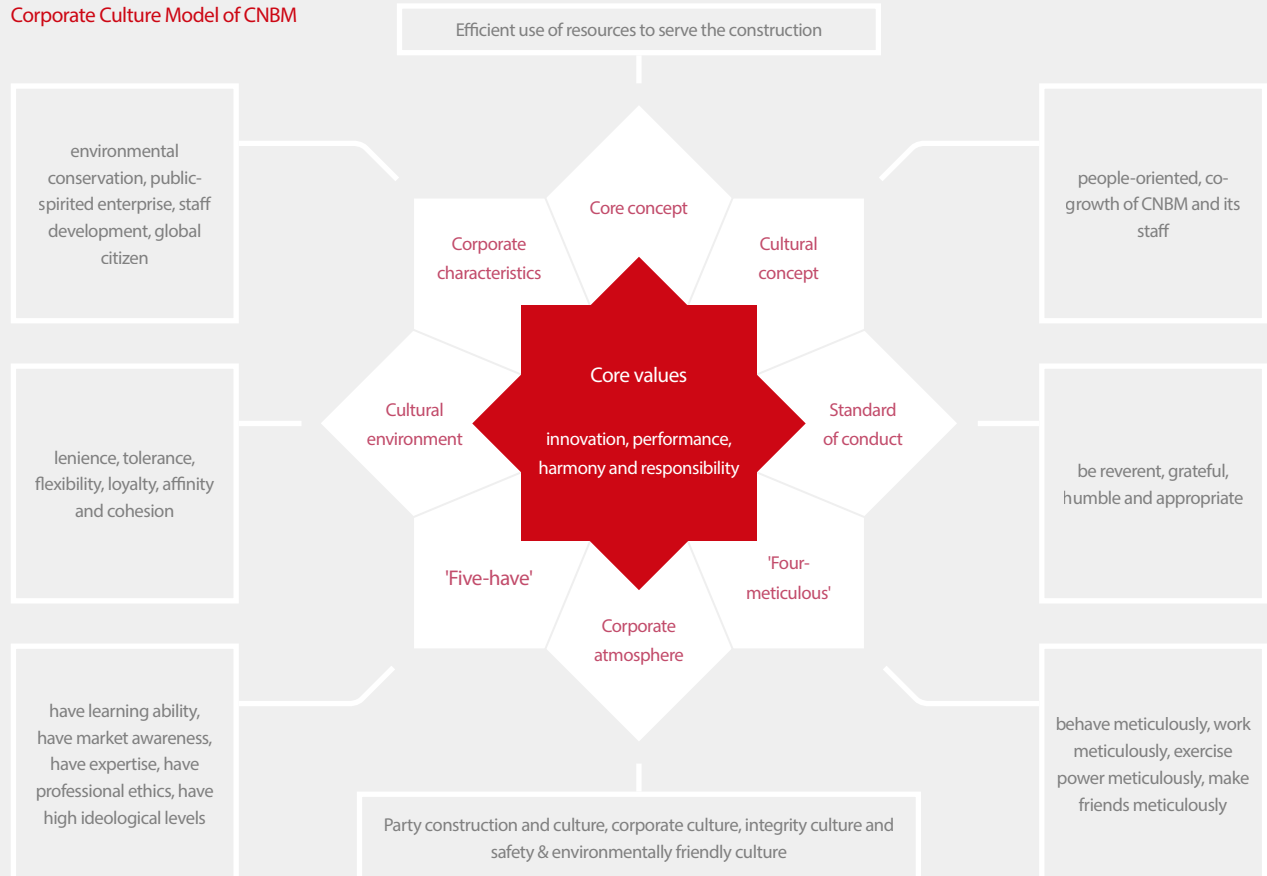 Corporate Culture Model of CNBM
Efficient use of resources to serve the construction
environmental
conservation, public-
spirited enterprise, staff
development, global
citizen
people-oriented, co-
growth of CNBM and its
staff
Core concept
Corporate
characteristics
Cultural
concept
Core values
innovation, performance,
harmony and responsibility
Cultural
environment
Standard
of conduct
lenience, tolerance,
flexibility, loyalty, affinity
and cohesion
be reverent, grateful,
humble and appropriate
'Five-have'
'Four-
meticulous'
Corporate
atmosphere
have learning ability,
have market awareness,
have expertise, have
professional ethics, have
high ideological levels
behave meticulously, work
meticulously, exercise
power meticulously, make
friends meticulously
Party construction and culture, corporate culture, integrity culture and
safety & environmentally friendly culture